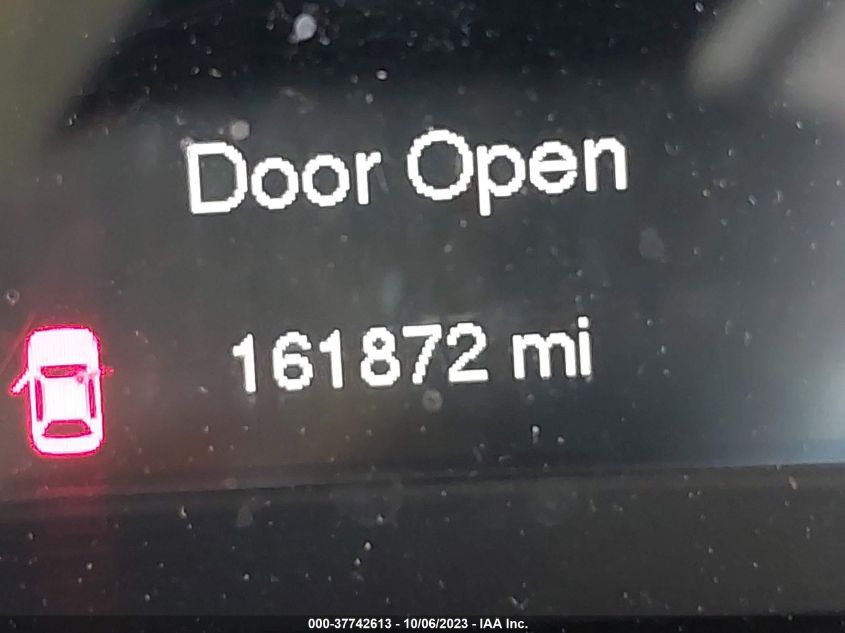 Door Open
161872 mi
000-37742613 - 10/06/2023 - IAA Inc.